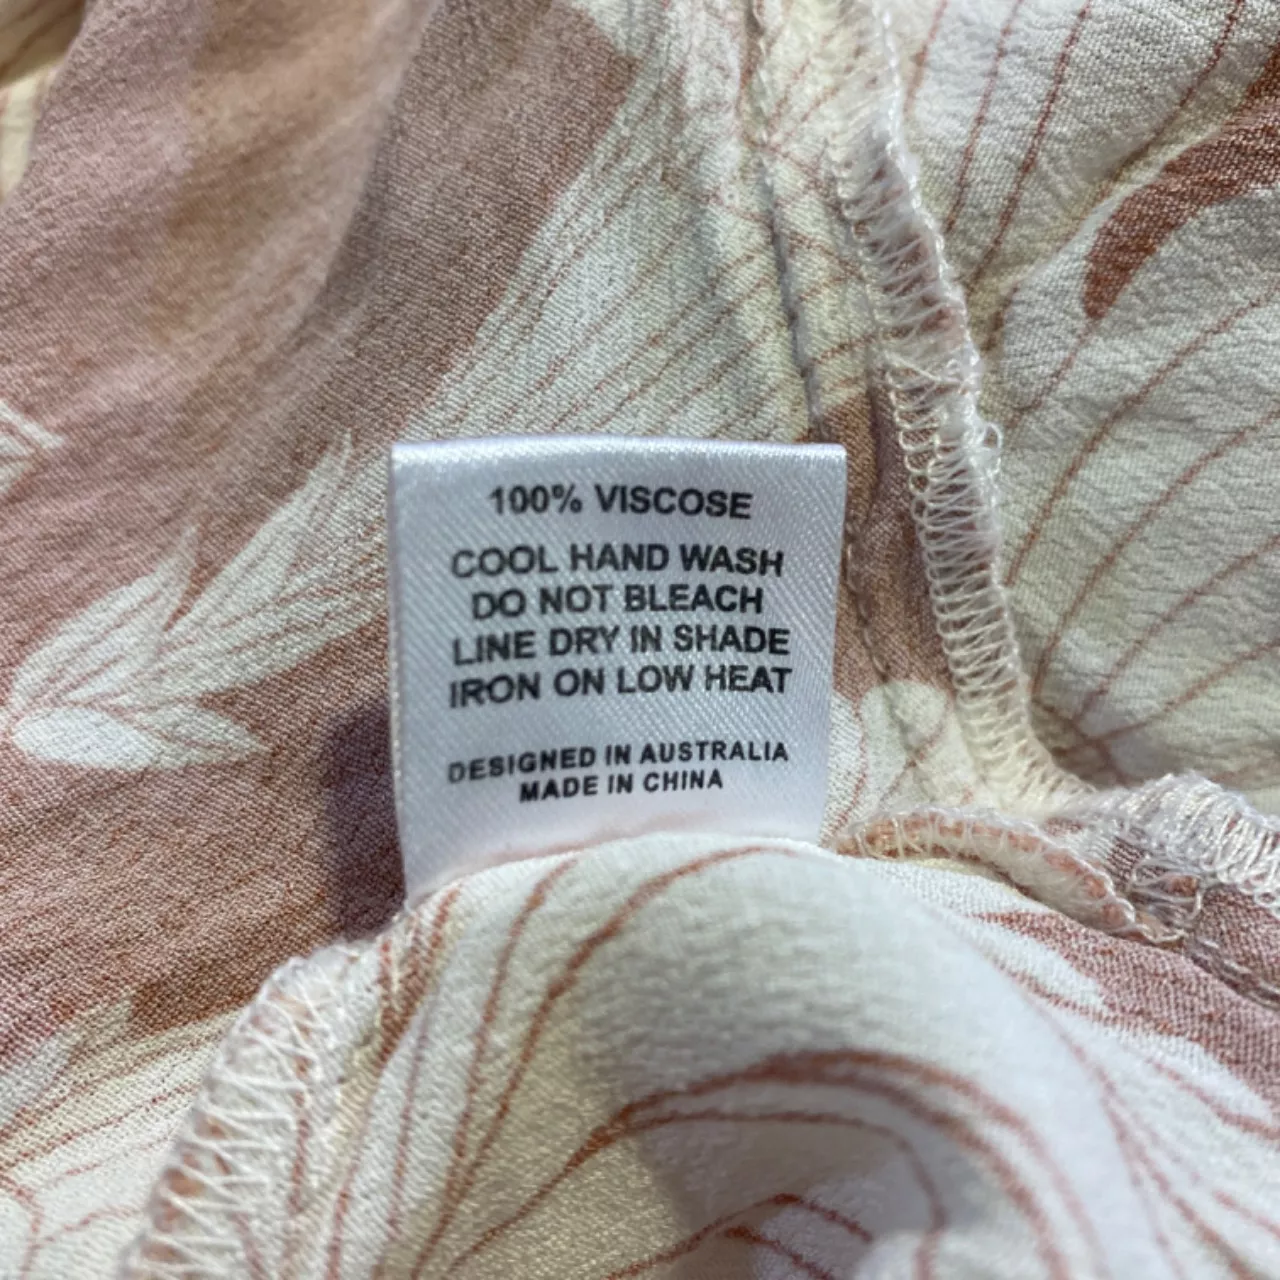 100% VISCOSE
COOL HAND WASH
DO NOT BLEACH
LINE DRY IN SHADE
IRON ON LOW HEAT
DESIGNED IN AUSTRALIA
MADE IN CHINA